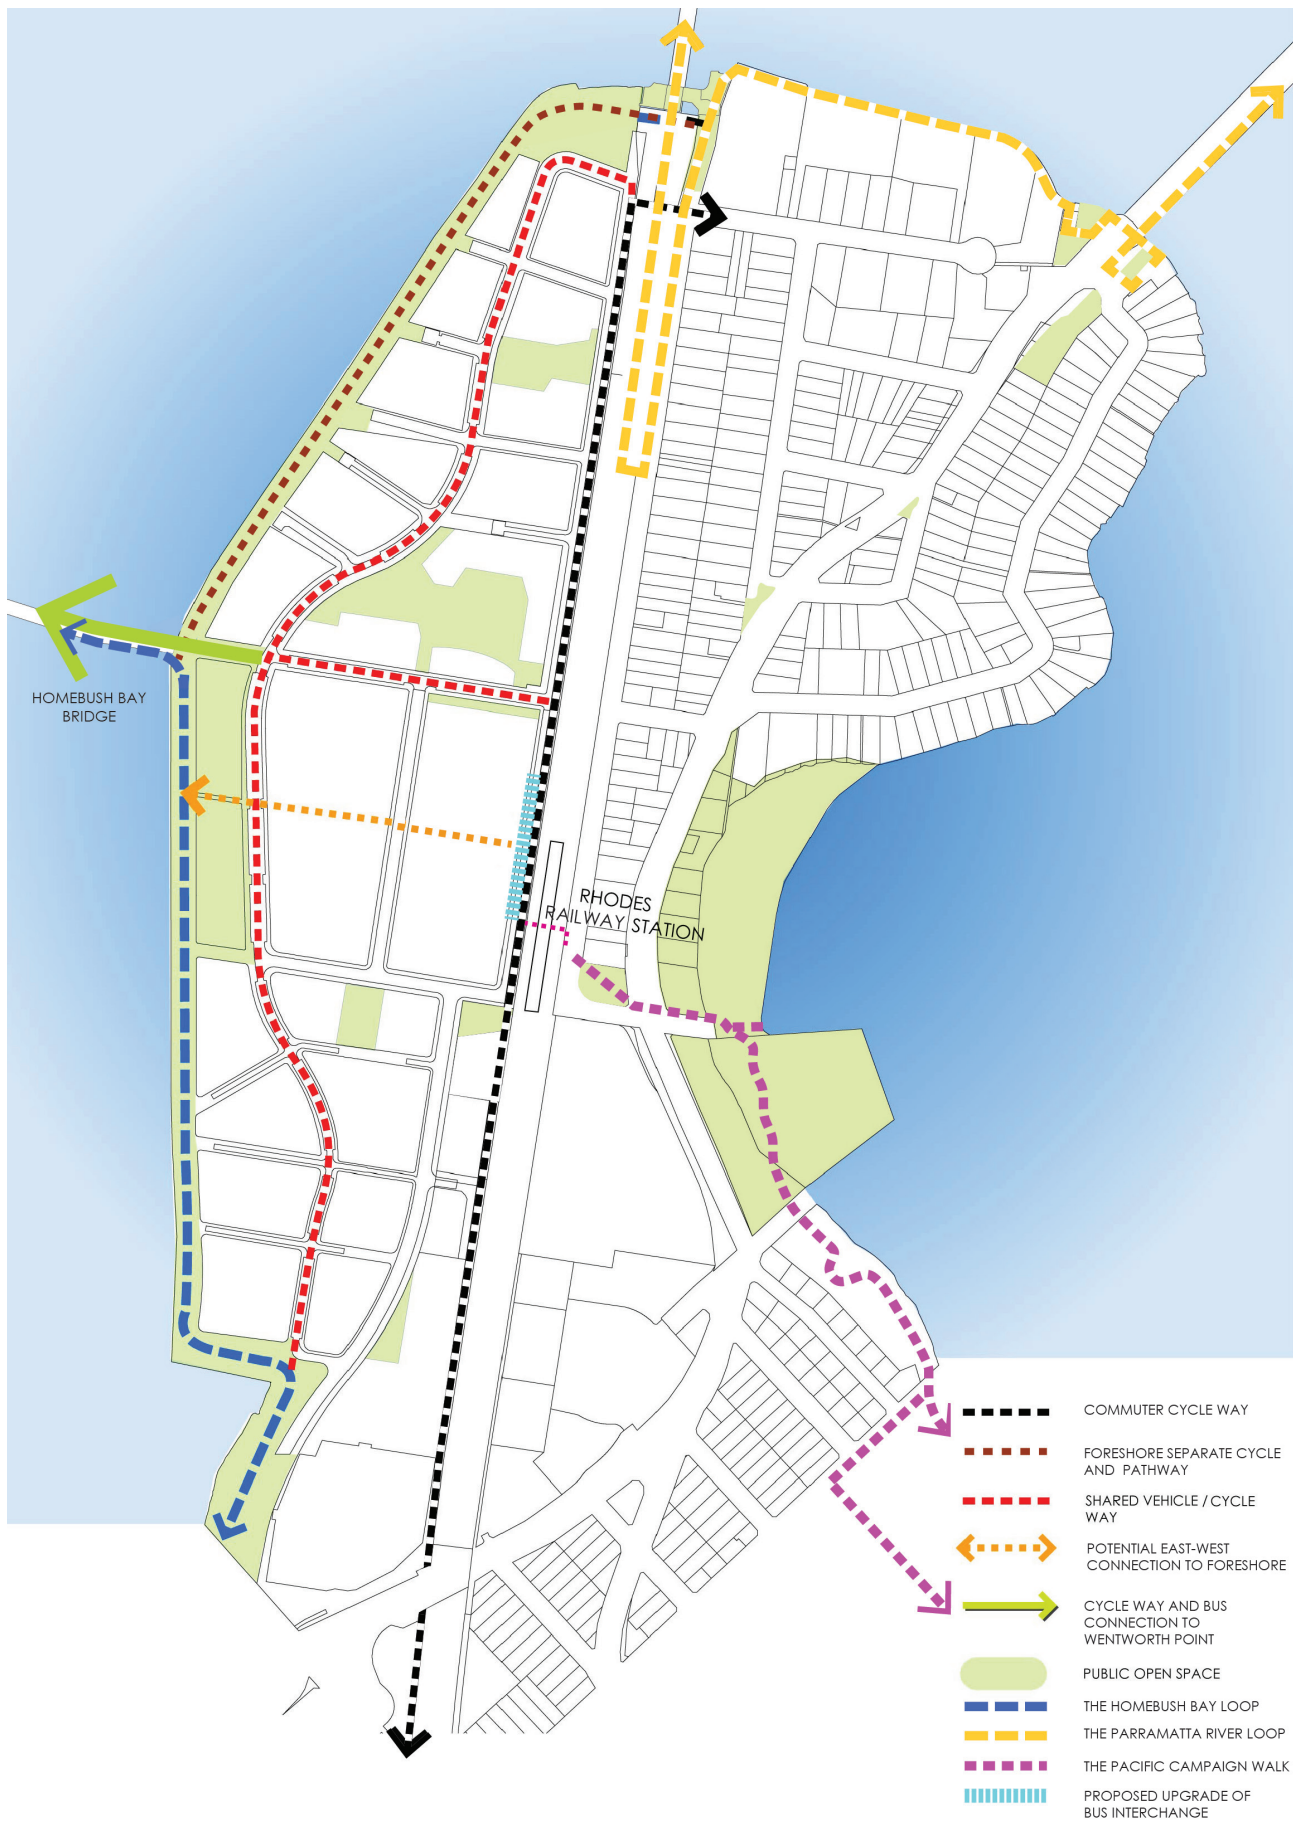 HOMEBUSH BAY
BRIDGE
RHODES
RAILWAY STATION
COMMUTER CYCLE WAY
FORESHORE SEPARATE CYCLE
AND PATHWAY
SHARED VEHICLE / CYCLE
WAY
POTENTIAL EAST-WEST
CONNECTION TO FORESHORE
CYCLE WAY AND BUS
CONNECTION TO
WENTWORTH POINT
PUBLIC OPEN SPACE
THE HOMEBUSH BAY LOOP
THE PARRAMATTA RIVER LOOP
THE PACIFIC CAMPAIGN WALK
PROPOSED UPGRADE OF
BUS INTERCHANGE